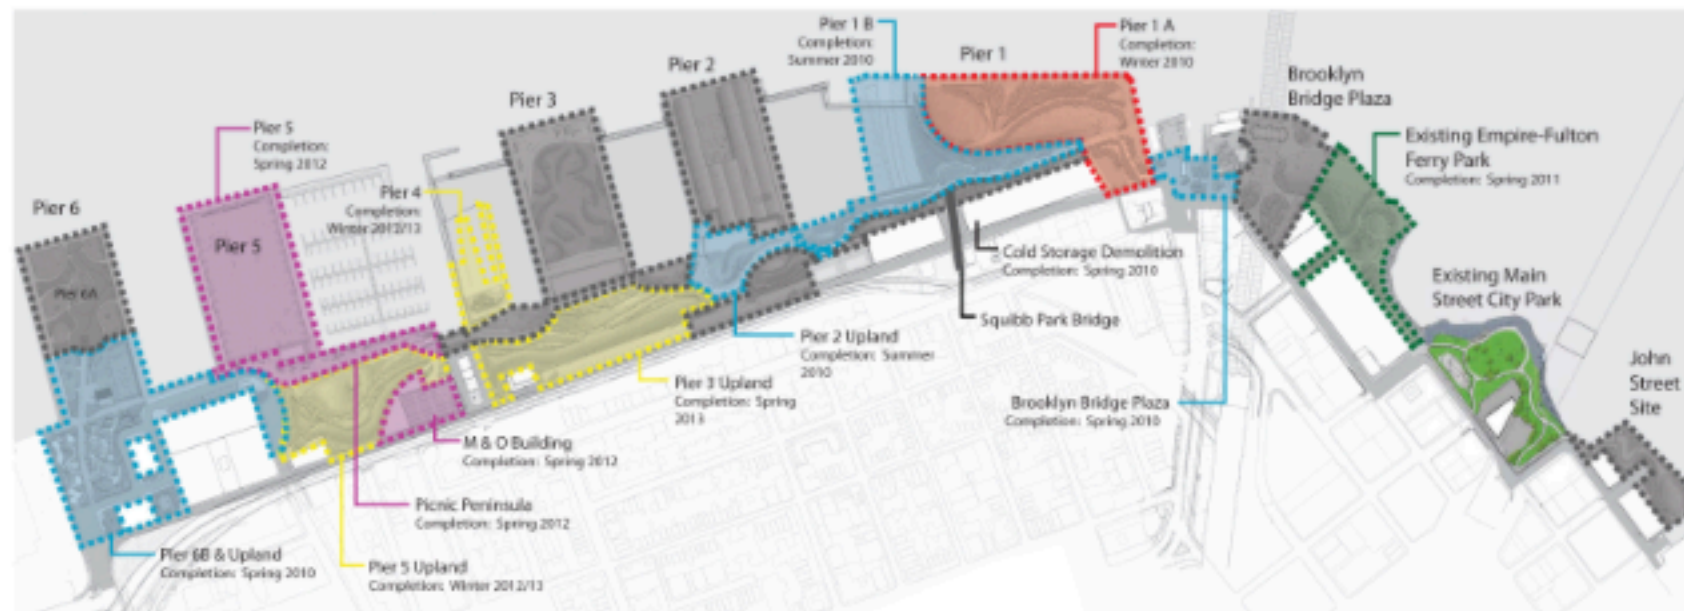 Pier 1 B
Completion:
Summer 2010
Pier 1
Pier 1 A
Completion:
Winter 2010
Pier 2
Pier 3
Brooklyn
Bridge Plaza
Existing Empire-Fulton
Ferry Park
Completion: Spring 2011
Pier 5
Completion:
Spring 2012
Pier 4
Completion:
Winter 2012/13
Pier 6
Pier 5
Pier 6A
Cold Storage Demolition
Completion: Spring 2010
Existing Main
Street City Park
Squibb Park Bridge
Pier 2 Upland
Completion: Summer
2010
John
Street
Site
Pier 3 Upland
Completion: Spring
2013
Brooklyn Bridge Plaza
Completion: Spring 2010
M & O Building
Completion: Spring 2012
Picnic Peninsula
Completion: Spring 2012
Pier 6B & Upland
Completion: Spring 2010
Pier 5 Upland
Completion: Winter 2012/13